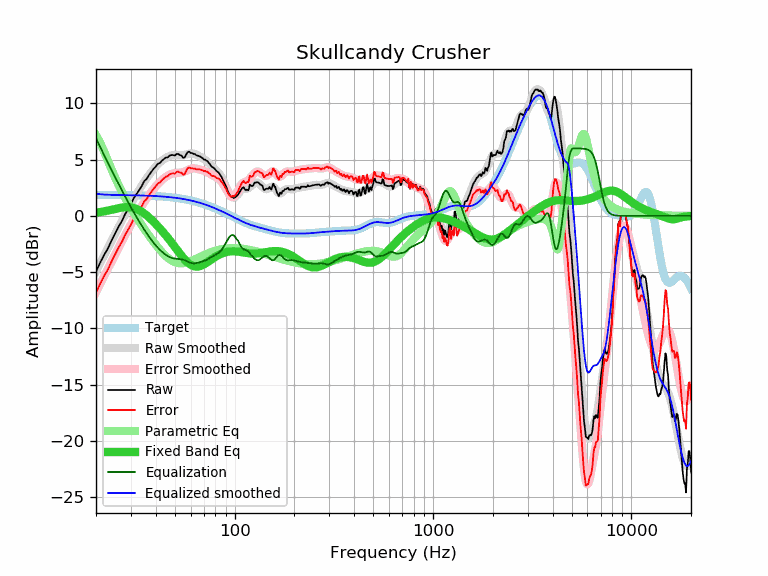 Skullcandy Crusher
Amplitude (dBr)
10
5
0
−5
−10
−15
−20
−25
Target
Raw Smoothed
Error Smoothed
Raw
Error
Parametric Eq
Fixed Band Eq
Equalization
Equalized smoothed
100
1000
10000
Frequency (Hz)